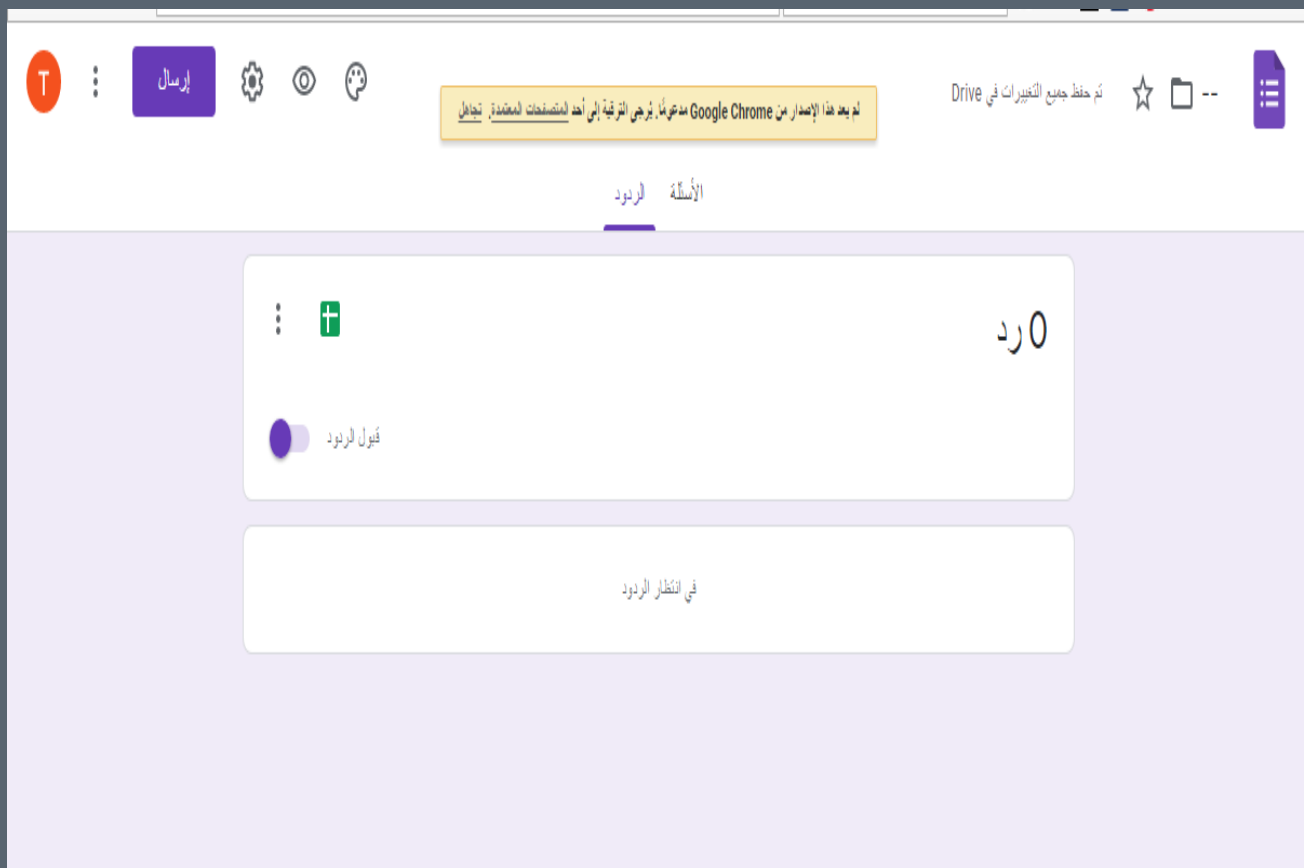 -- تم حفظ جميع التغييرات في Drive
لم يعد هذا الإصدار من Google Chrome مدعومًا. يُرجى الترقية إلى أحد المتصفحات المعتمدة. تجاهل
إرسال
T
الأسئلة الردود
0 رد
قبول الردود
في انتظار الردود